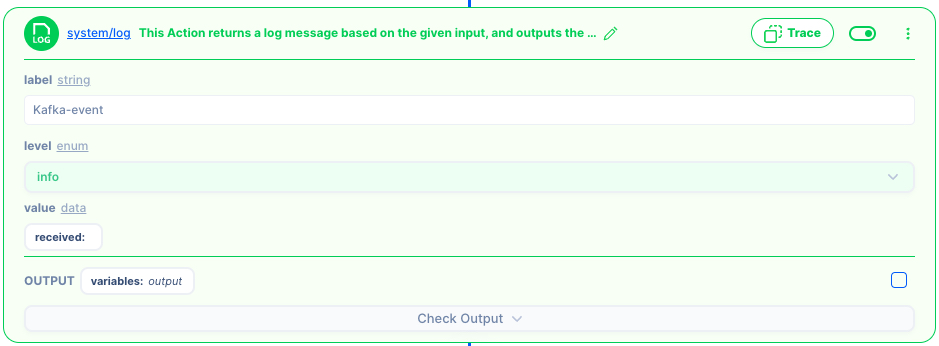 LOG system/log This Action returns a log message based on the given input, and outputs the ... Trace
label string
Kafka-event
level enum
info
value data
received:
OUTPUT variables: output
Check Output